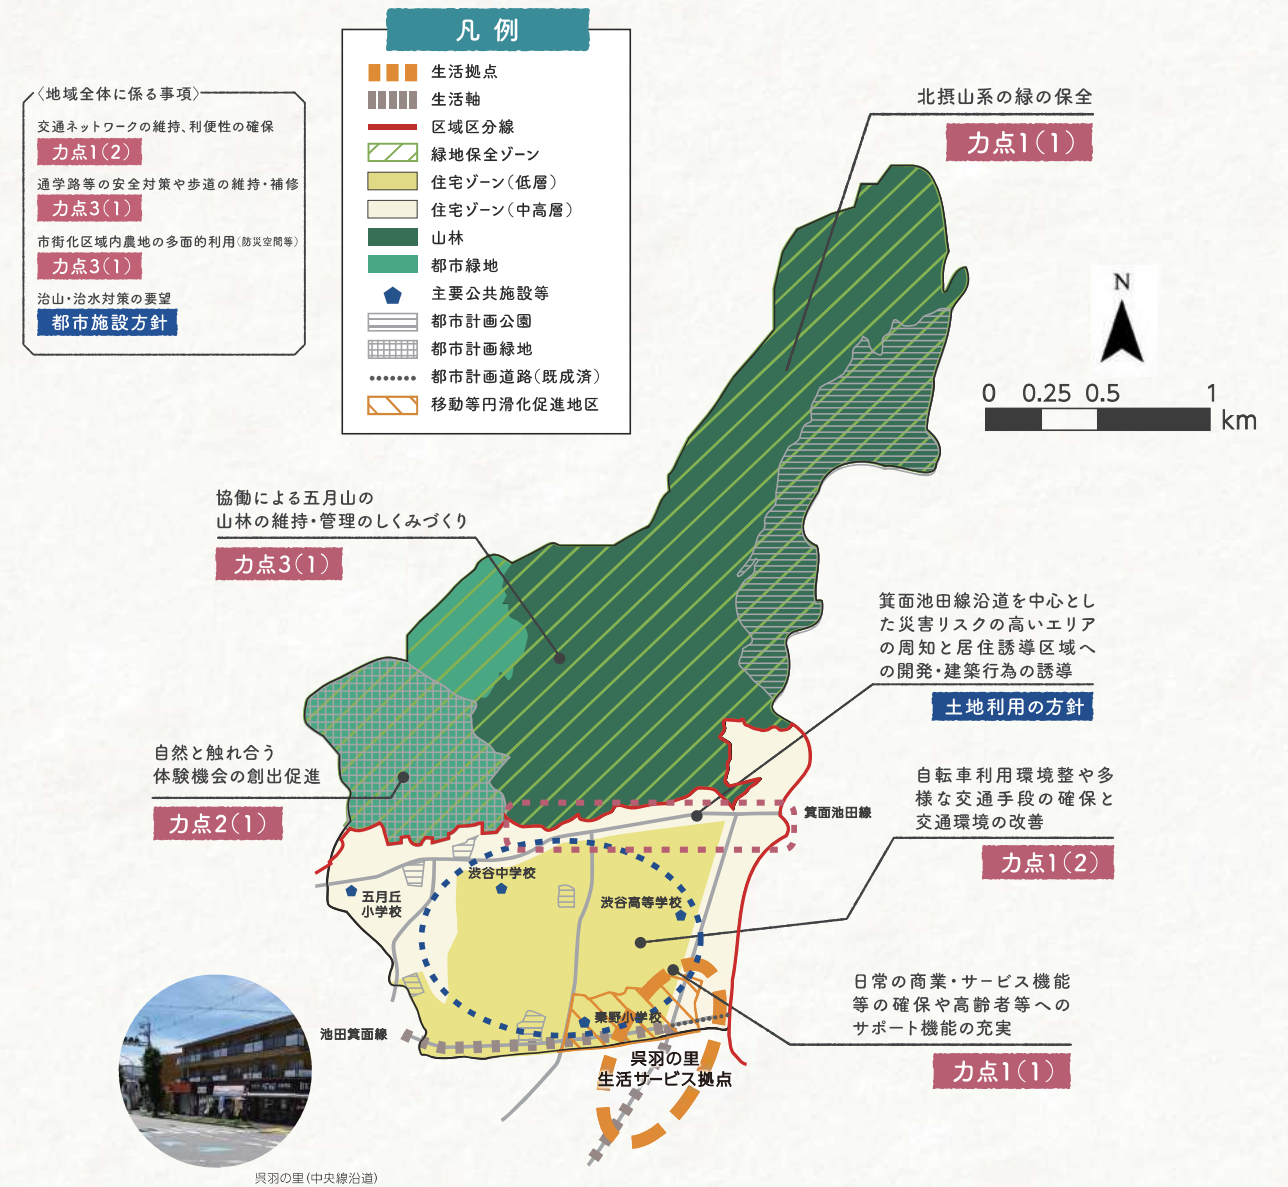 〈地域全体に係る事項〉
交通ネットワークの維持、利便性の確保
力点1(2)
通学路等の安全対策や歩道の維持・補修
力点3(1)
市街化区域内農地の多面的利用(防災空間等)
力点3(1)
治山・治水対策の要望
都市施設方針
凡例
生活拠点
生活軸
区域区分線
緑地保全ゾーン
住宅ゾーン(低層)
住宅ゾーン(中高層)
山林
都市緑地
主要公共施設等
都市計画公園
都市計画緑地
都市計画道路(既成済)
移動等円滑化促進地区
北摂山系の緑の保全
力点1(1)
N
0 0.25 0.5 1
km
協働による五月山の
山林の維持・管理のしくみづくり
力点3(1)
箕面池田線沿道を中心とし
た災害リスクの高いエリア
の周知と居住誘導区域へ
の開発・建築行為の誘導
土地利用の方針
自然と触れ合う
体験機会の創出促進
力点2(1)
自転車利用環境整や多
様な交通手段の確保と
交通環境の改善
力点1(2)
箕面池田線
渋谷中学校
五月丘
小学校
渋谷高等学校
日常の商業・サービス機能
等の確保や高齢者等への
サポート機能の充実
力点1(1)
秦野小学校
池田箕面線
呉羽の里
生活サービス拠点
呉羽の里(中央線沿道)